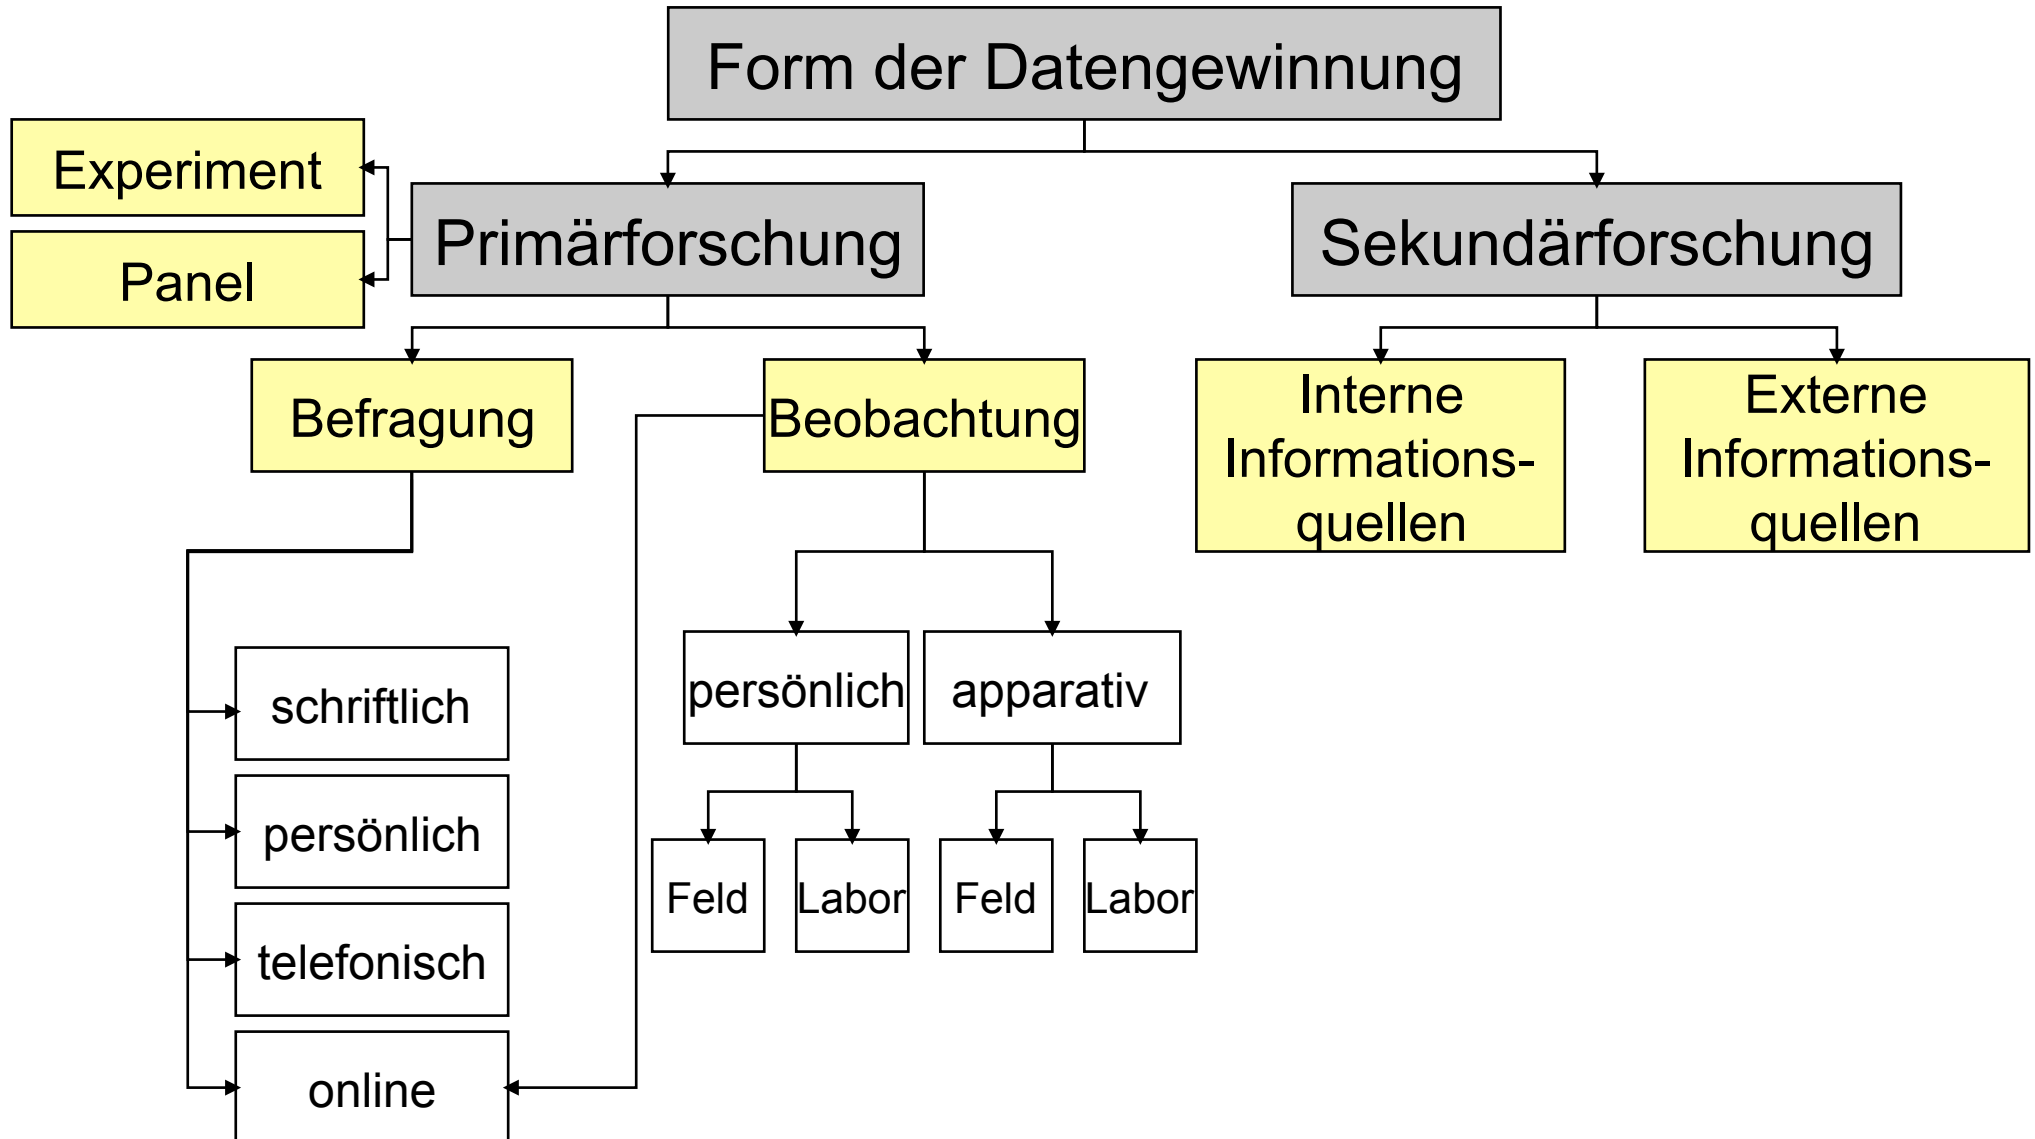 Form der Datengewinnung
Experiment
Panel
Primärforschung
Sekundärforschung
Befragung
Beobachtung
Interne
Informations-
quellen
Externe
Informations-
quellen
schriftlich
persönlich
telefonisch
online
persönlich
apparativ
Feld
Labor
Feld
Labor